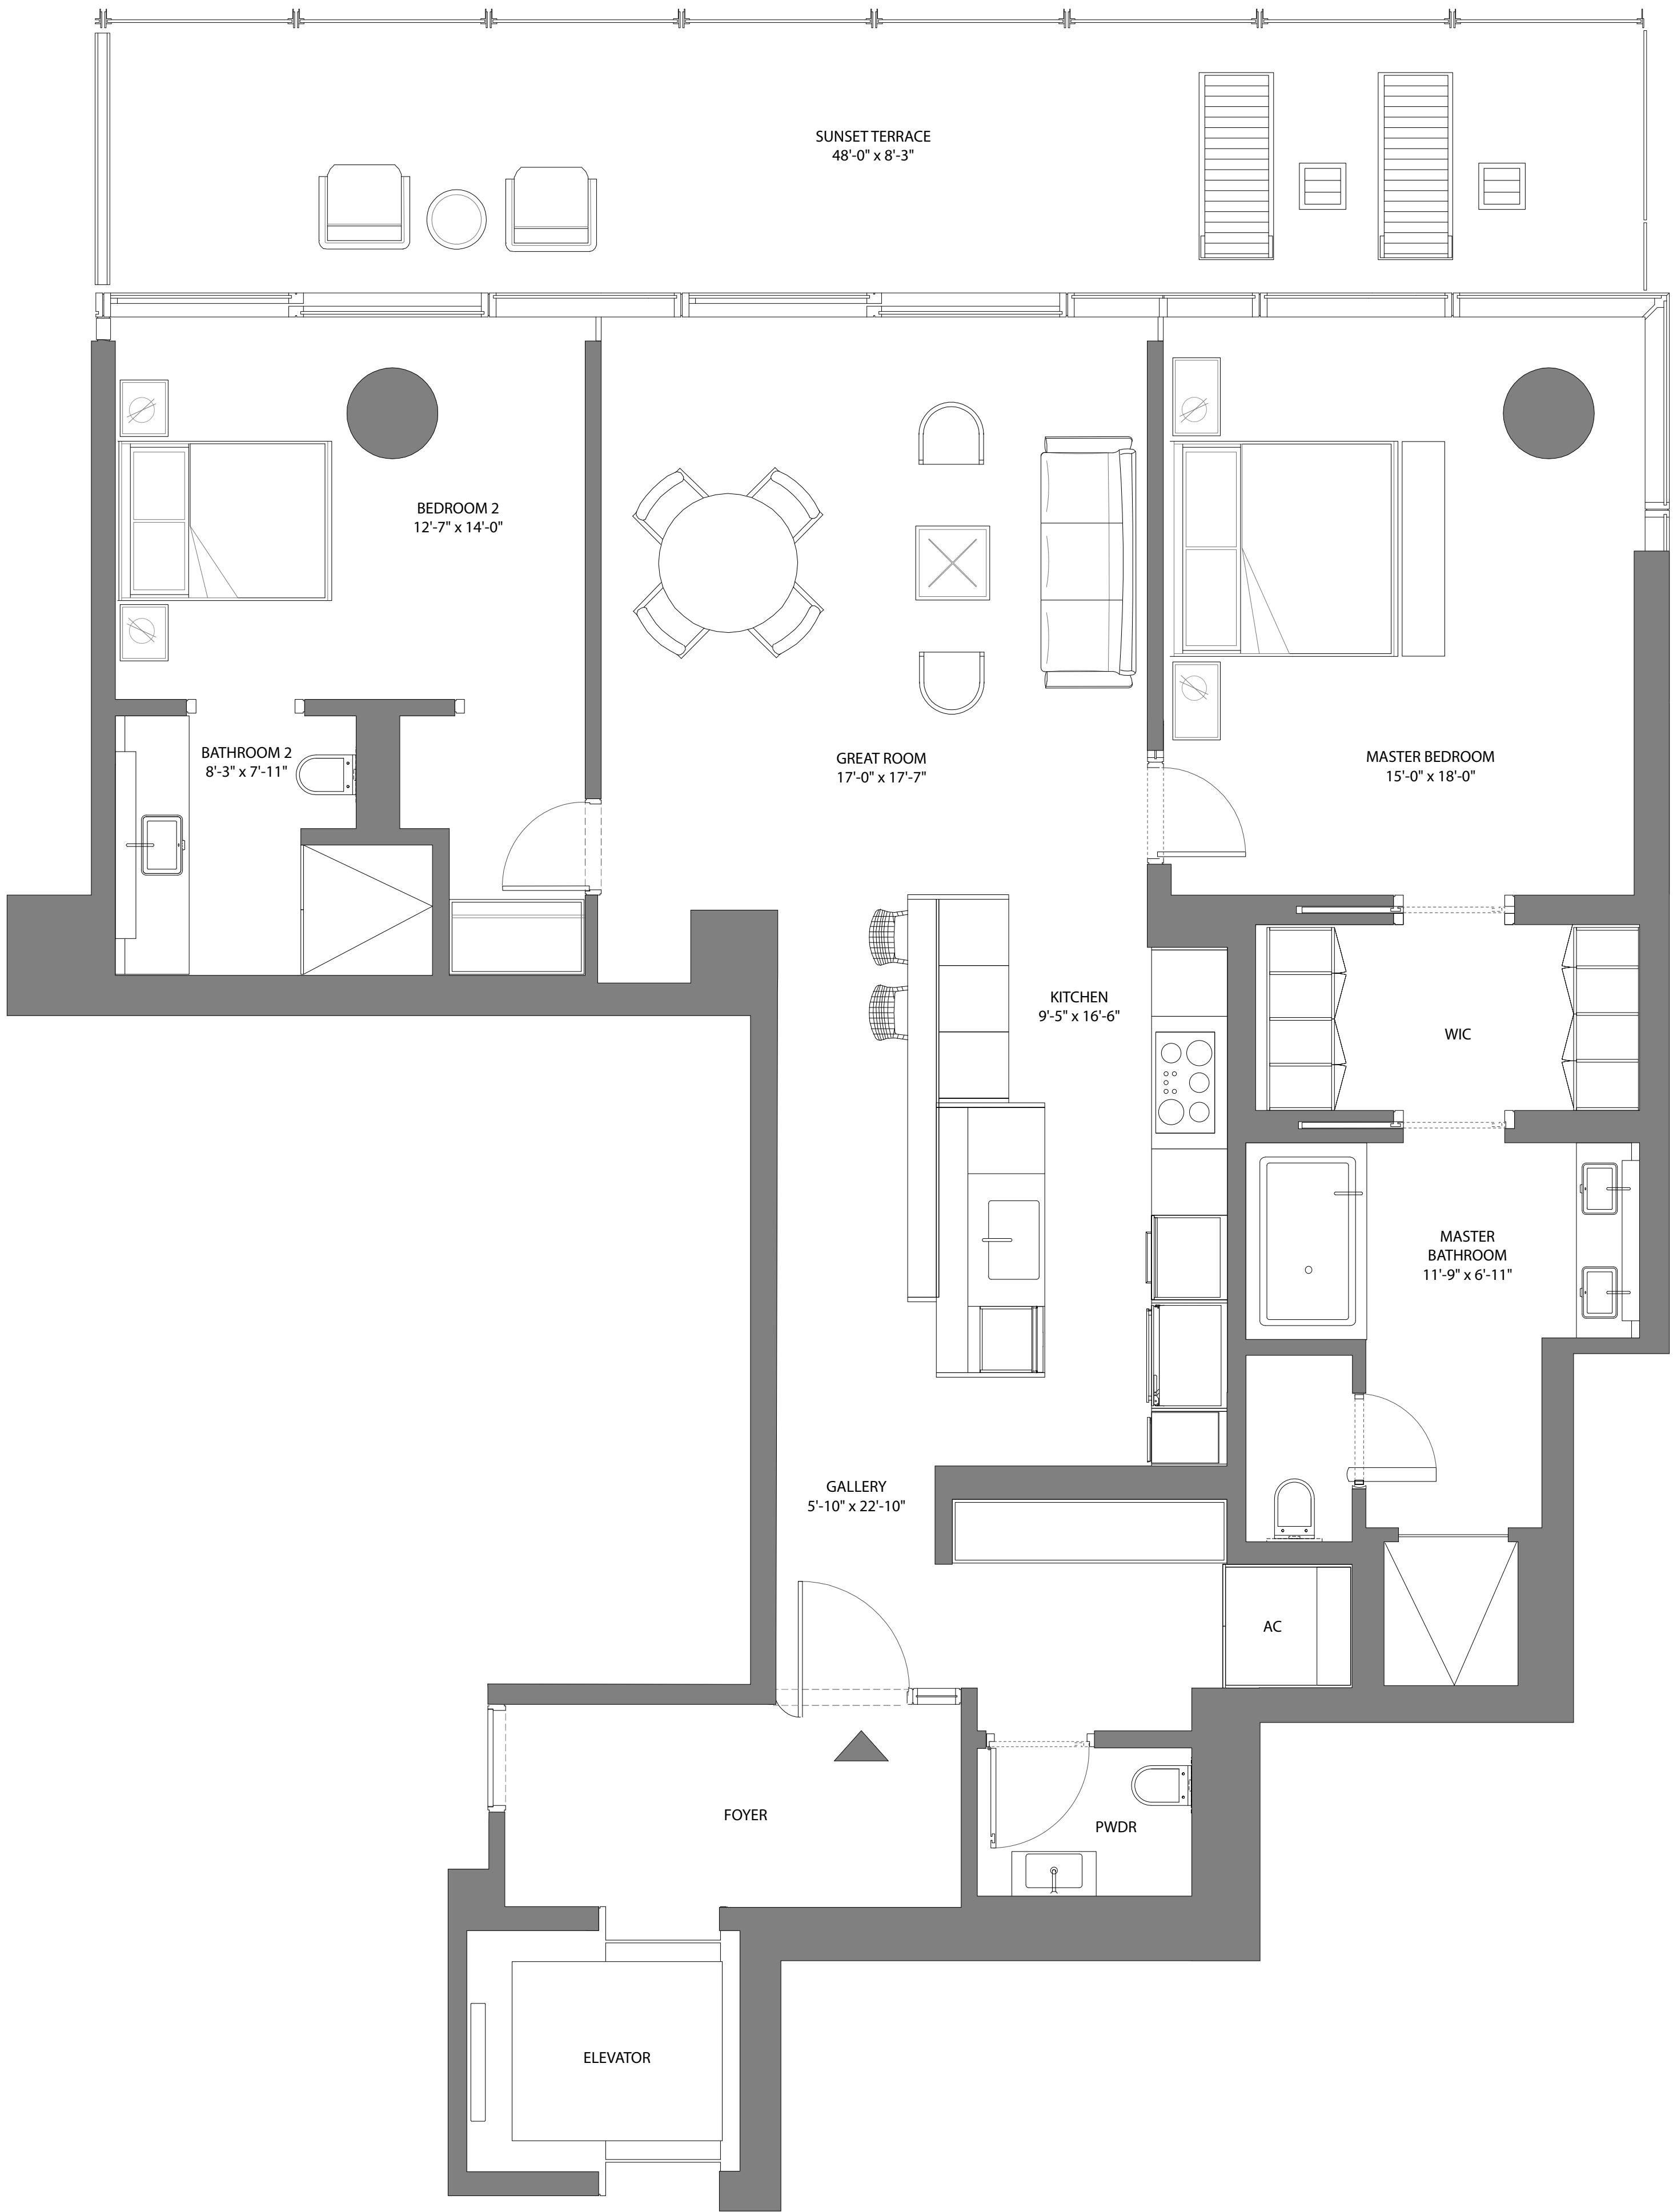 SUNSET TERRACE
48'-0" x 8'-3"
BEDROOM 2
12'-7" x 14'-0"
BATHROOM 2
8'-3" x 7'-11"
GREAT ROOM
17'-0" x 17'-7"
MASTER BEDROOM
15'-0" x 18'-0"
KITCHEN
9'-5" x 16'-6"
WIC
MASTER
BATHROOM
11'-9" x 6'-11"
GALLERY
5'-10" x 22'-10"
AC
FOYER
PWDR
ELEVATOR